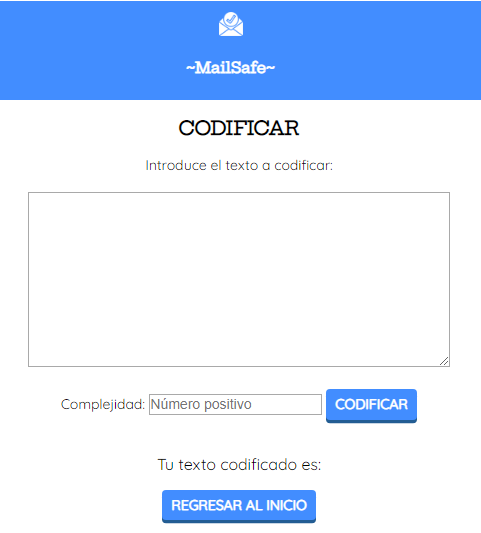 ~MailSafe~
CODIFICAR
Introduce el texto a codificar:
Complejidad: Número positivo CODIFICAR
Tu texto codificado es:
REGRESAR AL INICIO